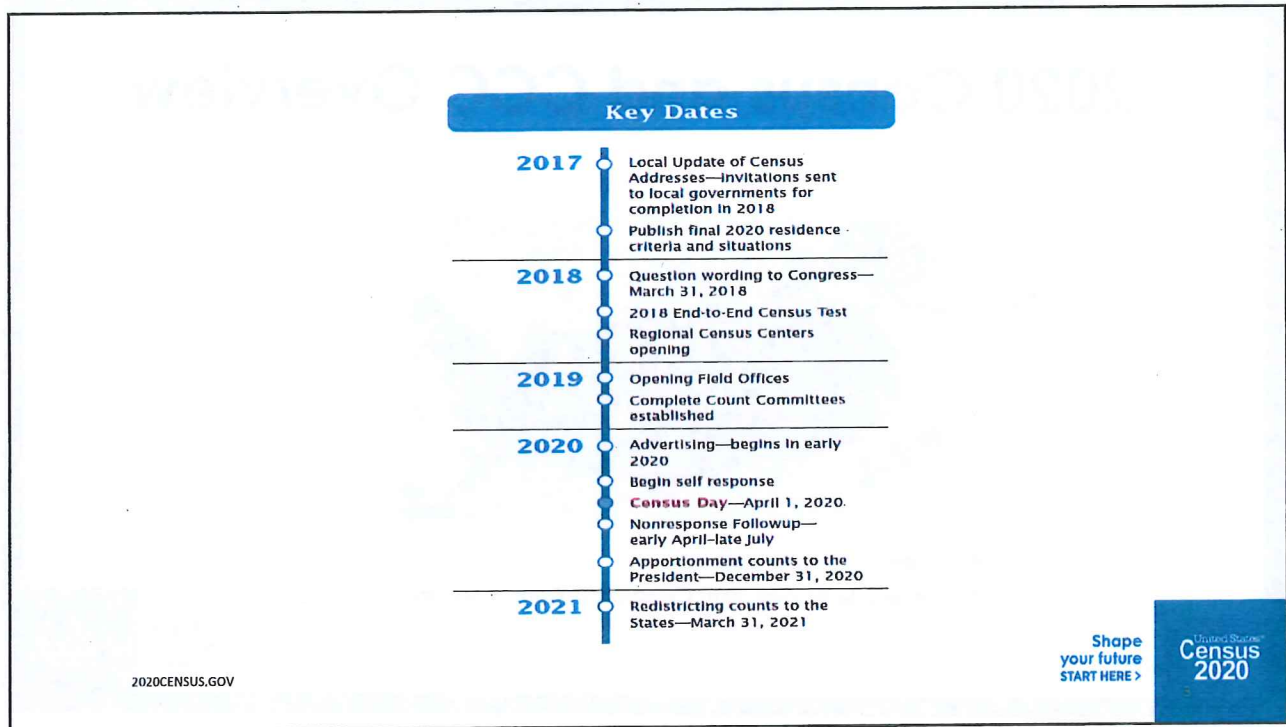 Key Dates
2017
Local Update of Census
Addresses—invitations sent
to local governments for
completion in 2018
Publish final 2020 residence
criteria and situations
2018
Question wording to Congress—
March 31, 2018
2018 End-to-End Census Test
Regional Census Centers
opening
2019
Opening Field Offices
Complete Count Committees
established
2020
Advertising—begins in early
2020
Begin self response
Census Day—April 1, 2020
Nonresponse Followup—
early April–late July
Apportionment counts to the
President—December 31, 2020
2021
Redistricting counts to the
States—March 31, 2021
2020CENSUS.GOV
Shape
your future
START HERE >
United States
Census
2020
3